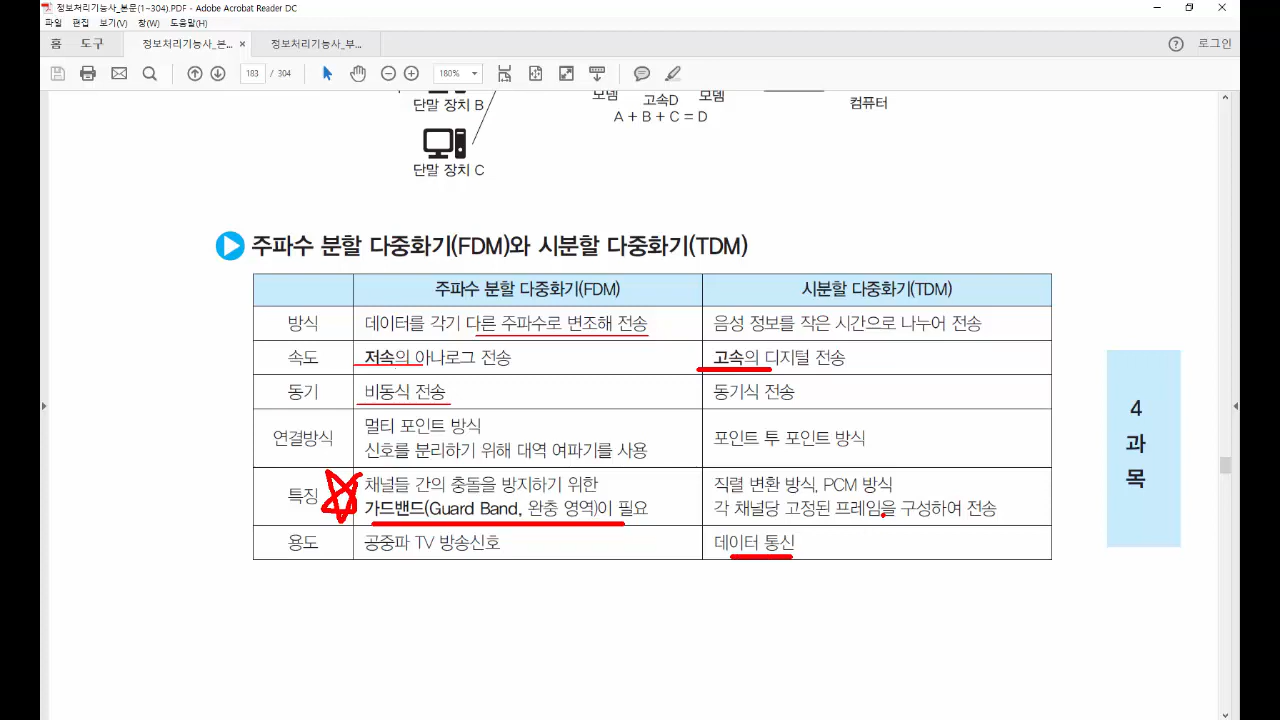 정보처리기능사_본문(1~304).PDF - Adobe Acrobat Reader DC
파일 편집 보기(V) 창(W) 도움말(H)
홈 도구 정보처리기능사_본... × 정보처리기능사_부... 로그인
183 / 304 180%
단말 장치 B 모뎀 고속D 모뎀 컴퓨터
A + B + C = D
단말 장치 C
주파수 분할 다중화기(FDM)와 시분할 다중화기(TDM)
주파수 분할 다중화기(FDM) 시분할 다중화기(TDM)
방식 데이터를 각기 다른 주파수로 변조해 전송 음성 정보를 작은 시간으로 나누어 전송
속도 저속의 아나로그 전송 고속의 디지털 전송
동기 비동식 전송 동기식 전송
연결방식 멀티 포인트 방식
신호를 분리하기 위해 대역 여파기를 사용 포인트 투 포인트 방식
특징 채널들 간의 충돌을 방지하기 위한
가드밴드(Guard Band, 완충 영역)이 필요
직렬 변환 방식, PCM 방식
각 채널당 고정된 프레임을 구성하여 전송
용도 공중파 TV 방송신호 데이터 통신
4
과
목